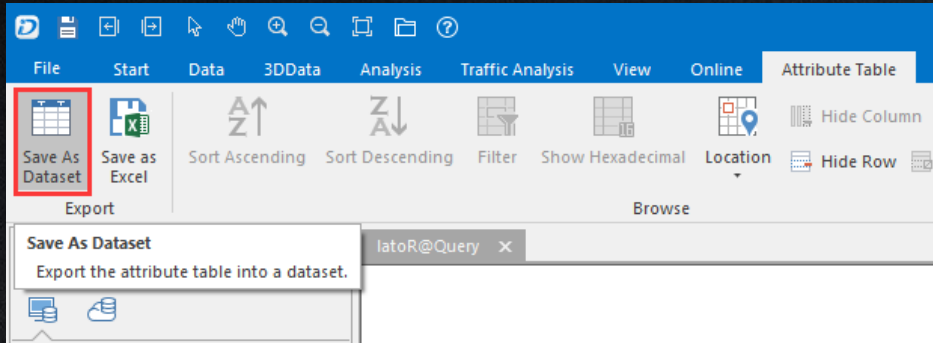 File Start Data 3DData Analysis Traffic Analysis View Online Attribute Table
Save As Dataset
Save as Excel
Sort Ascending
Sort Descending
Filter
Show Hexadecimal
16
Location
Hide Column
Hide Row
Export
Browse
Save As Dataset
Export the attribute table into a dataset.
latoR@Query